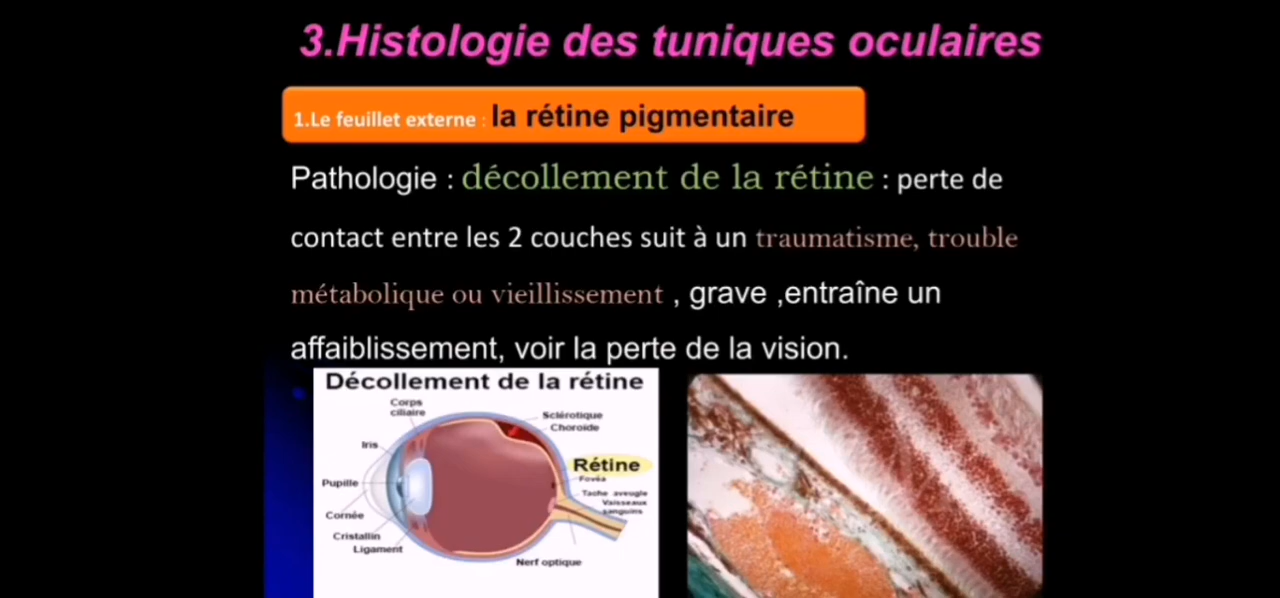 3.Histologie des tuniques oculaires
1.Le feuillet externe : la rétine pigmentaire
Pathologie : décollement de la rétine : perte de
contact entre les 2 couches suit à un traumatisme, trouble
métabolique ou vieillissement , grave ,entraîne un
affaiblissement, voir la perte de la vision.
Décollement de la rétine
Corps
ciliaire
Sclérotique
Choroïde
Iris
Rétine
Fovéa
Pupille
Tache aveugle
Vaisseaux
sanguins
Cornée
Cristallin
Ligament
Nerf optique